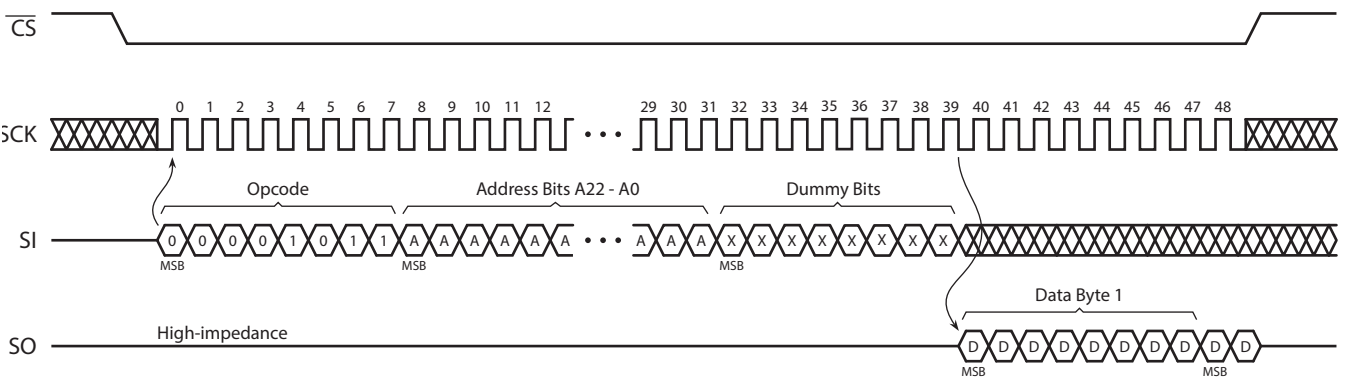 CS
0 1 2 3 4 5 6 7 8 9 10 11 12 29 30 31 32 33 34 35 36 37 38 39 40 41 42 43 44 45 46 47 48
SCK •••
Opcode Address Bits A22 - A0 Dummy Bits
SI 0 0 0 0 1 0 1 1 A A A A A A ••• A A A X X X X X X X X
MSB MSB MSB
Data Byte 1
High-impedance
SO D D D D D D D D D D
MSB MSB